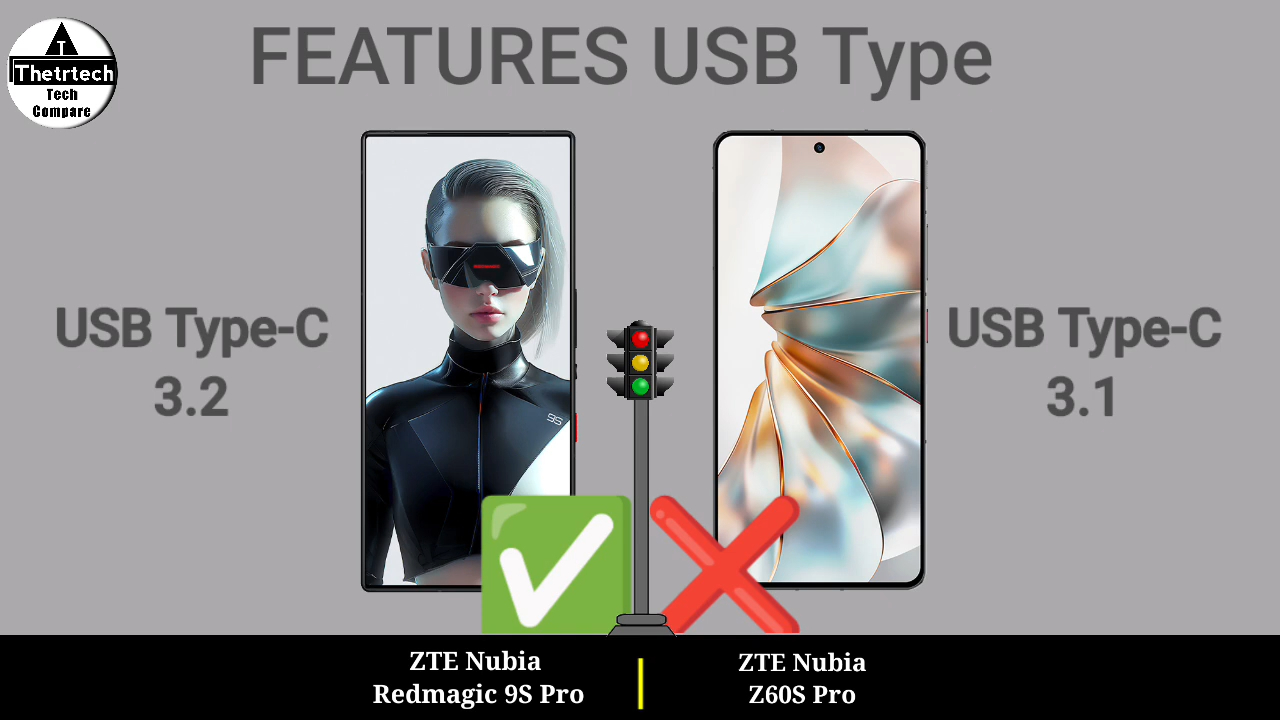 T
Thetrtech
Tech
Compare
FEATURES USB Type
USB Type-C
3.2
9S
USB Type-C
3.1
ZTE Nubia
Redmagic 9S Pro
ZTE Nubia
Z60S Pro